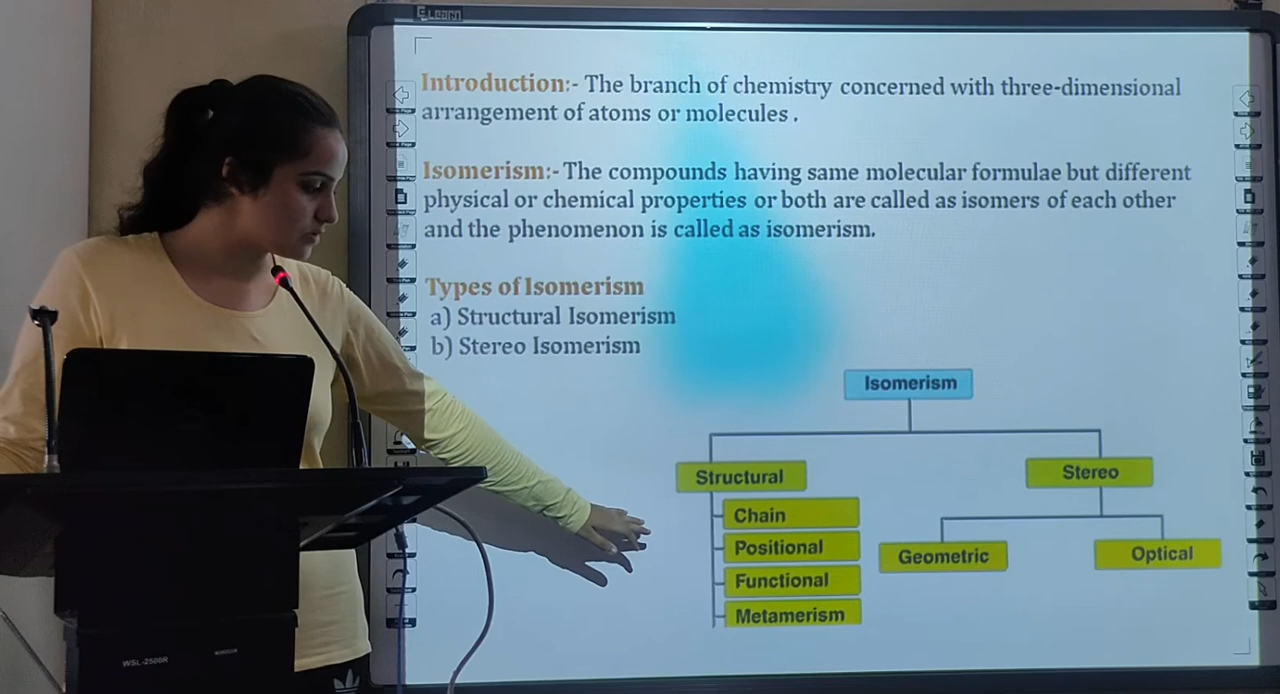 Learn
Introduction:- The branch of chemistry concerned with three-dimensional
arrangement of atoms or molecules .
Isomerism:- The compounds having same molecular formulae but different
physical or chemical properties or both are called as isomers of each other
and the phenomenon is called as isomerism.
Types of Isomerism
a) Structural Isomerism
b) Stereo Isomerism
Isomerism
Structural
Stereo
Chain
Positional
Functional
Metamerism
Geometric
Optical
WSL-2500R